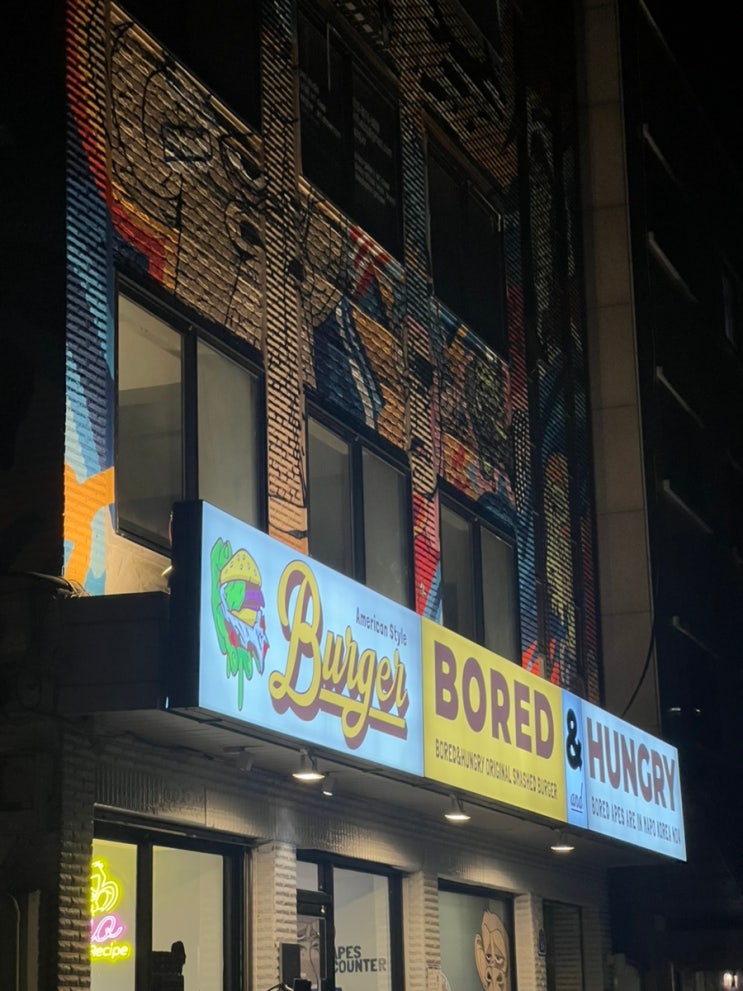 American Style
Burger
BORED
BORED&HUNGRY ORIGINAL SMASHED BURGER
&
and
HUNGRY
BORED APES ARE IN MAPO KOREA NOW
Recipe
APES
COUNTER